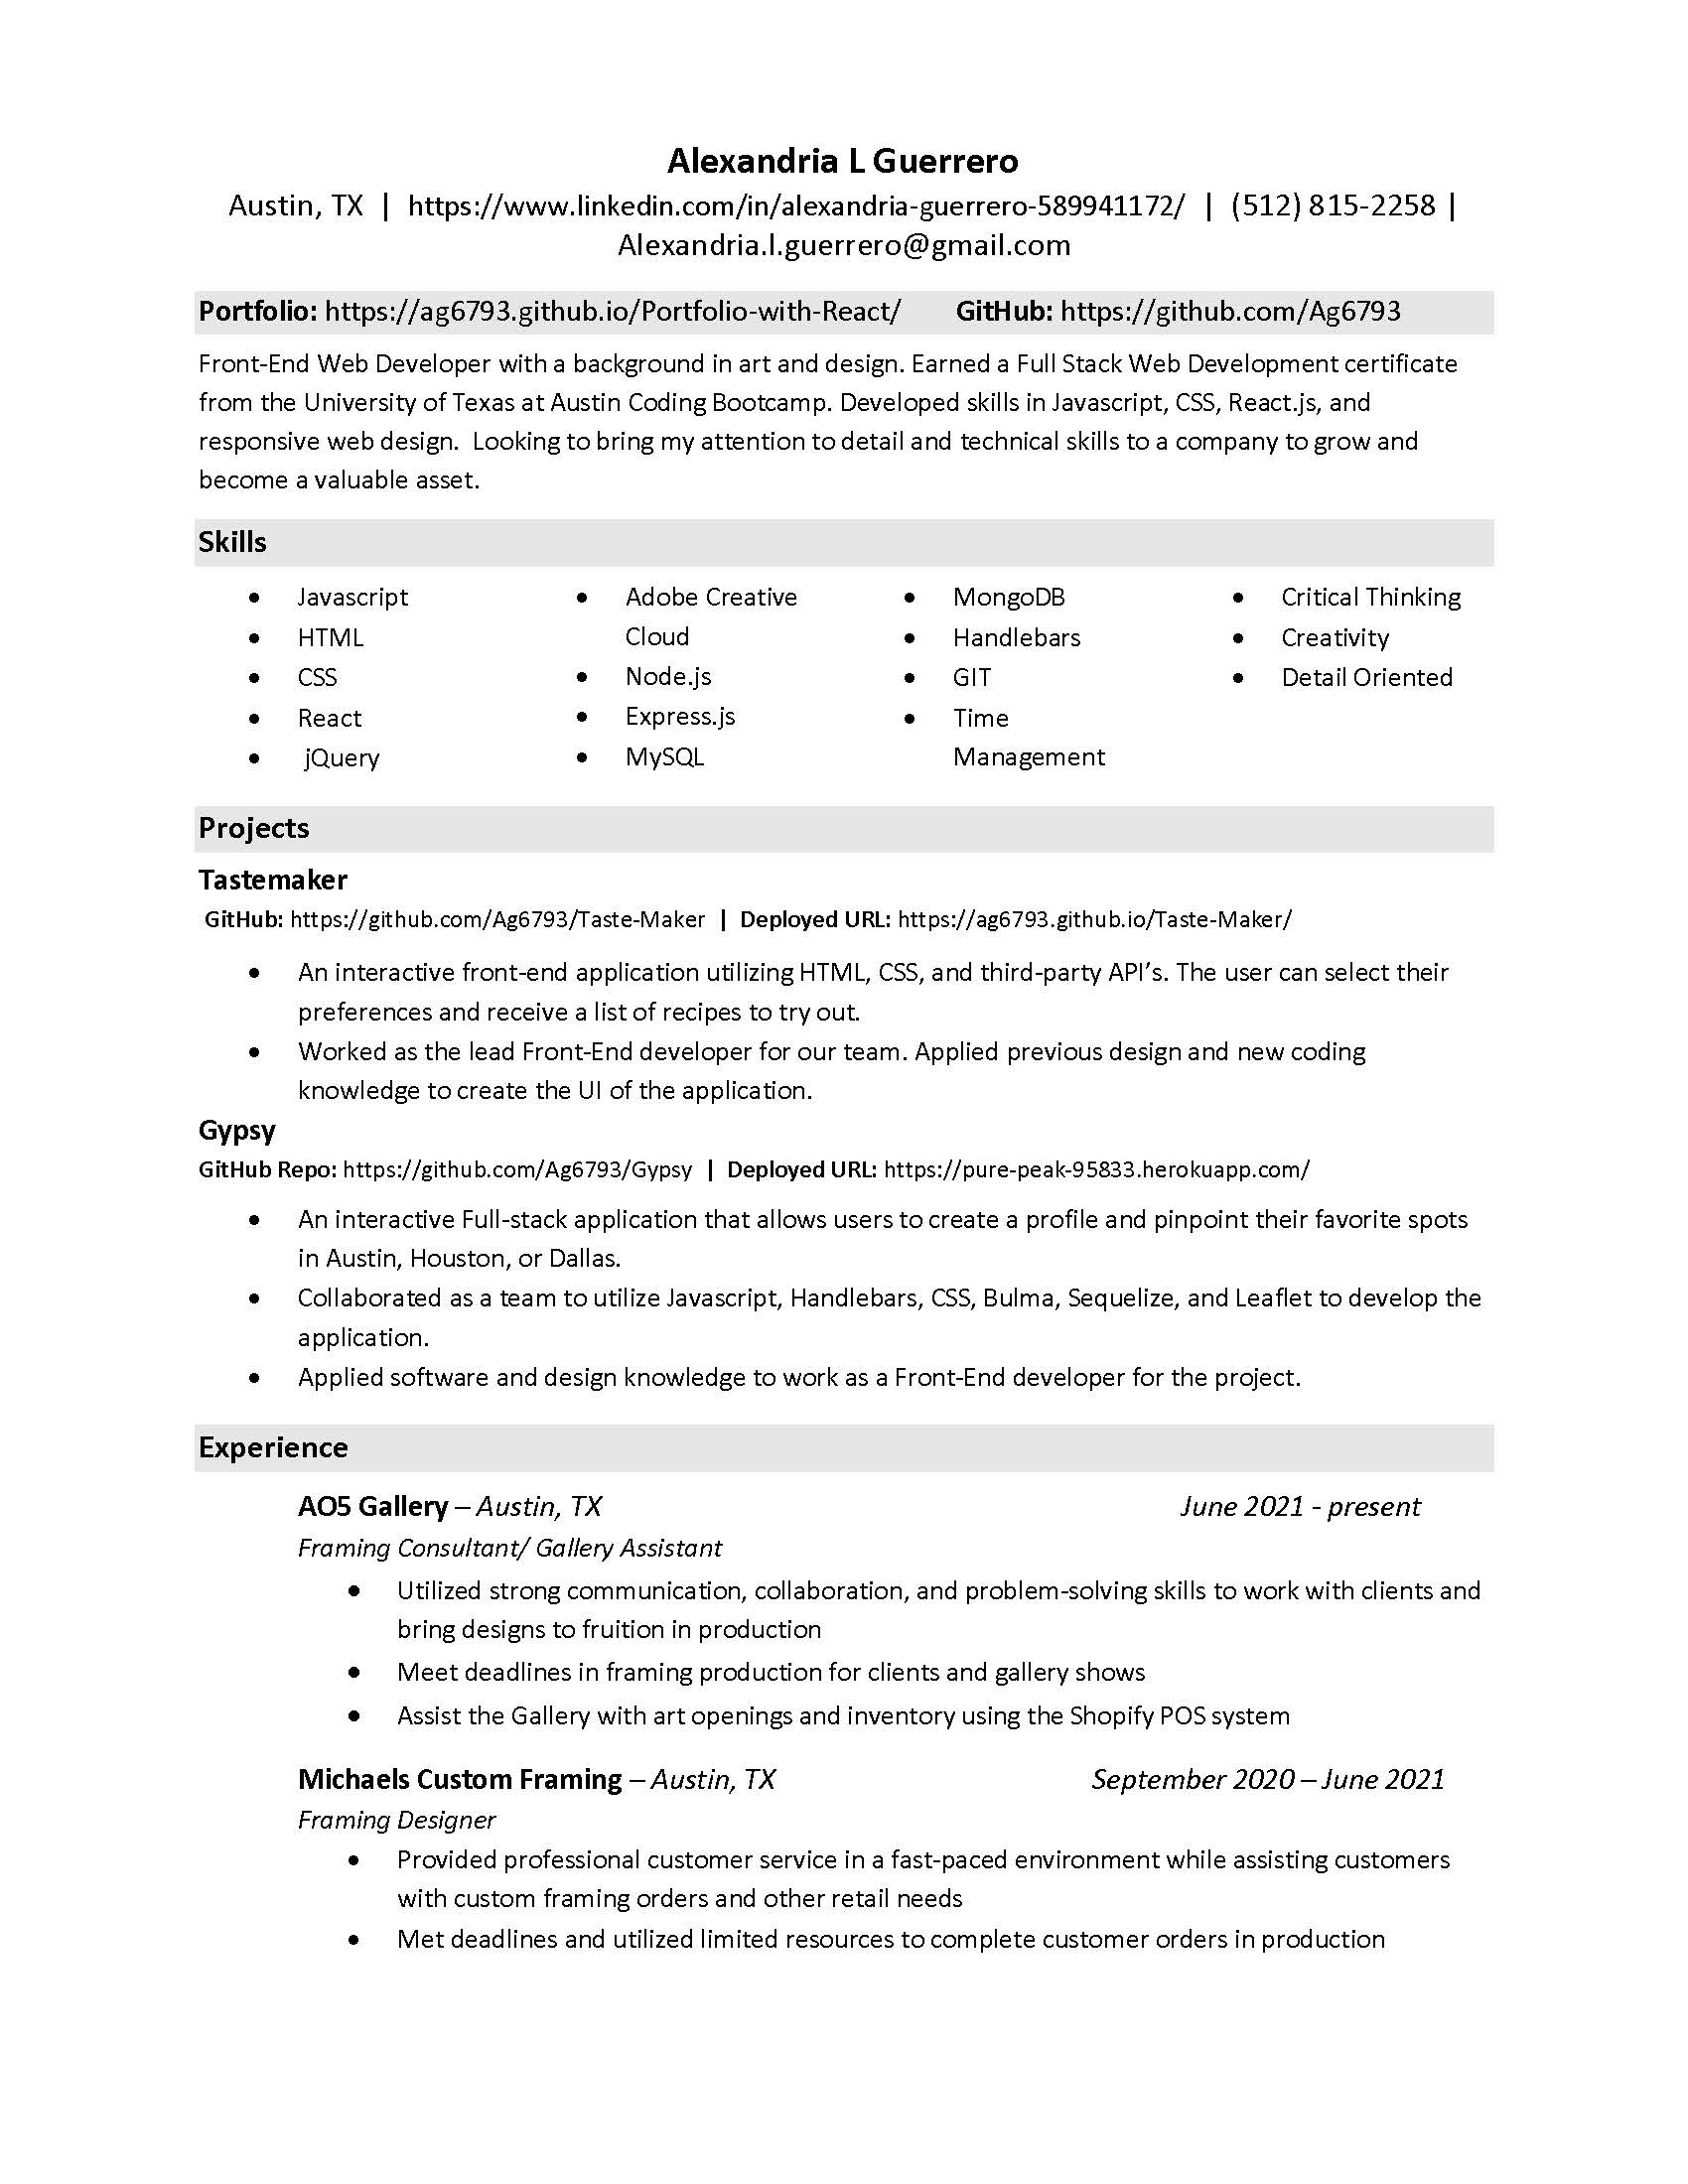 Alexandria L Guerrero
Austin, TX | https://www.linkedin.com/in/alexandria-guerrero-589941172/ | (512) 815-2258 |
Alexandria.l.guerrero@gmail.com
Portfolio: https://ag6793.github.io/Portfolio-with-React/ GitHub: https://github.com/Ag6793
Front-End Web Developer with a background in art and design. Earned a Full Stack Web Development certificate
from the University of Texas at Austin Coding Bootcamp. Developed skills in Javascript, CSS, React.js, and
responsive web design. Looking to bring my attention to detail and technical skills to a company to grow and
become a valuable asset.
Skills
• Javascript
• HTML
• CSS
• React
• jQuery
• Adobe Creative
Cloud
• Node.js
• Express.js
• MySQL
• MongoDB
• Handlebars
• GIT
• Time
Management
• Critical Thinking
• Creativity
• Detail Oriented
Projects
Tastemaker
GitHub: https://github.com/Ag6793/Taste-Maker | Deployed URL: https://ag6793.github.io/Taste-Maker/
• An interactive front-end application utilizing HTML, CSS, and third-party API’s. The user can select their
preferences and receive a list of recipes to try out.
• Worked as the lead Front-End developer for our team. Applied previous design and new coding
knowledge to create the UI of the application.
Gypsy
GitHub Repo: https://github.com/Ag6793/Gypsy | Deployed URL: https://pure-peak-95833.herokuapp.com/
• An interactive Full-stack application that allows users to create a profile and pinpoint their favorite spots
in Austin, Houston, or Dallas.
• Collaborated as a team to utilize Javascript, Handlebars, CSS, Bulma, Sequelize, and Leaflet to develop the
application.
• Applied software and design knowledge to work as a Front-End developer for the project.
Experience
AO5 Gallery – Austin, TX June 2021 - present
Framing Consultant/ Gallery Assistant
• Utilized strong communication, collaboration, and problem-solving skills to work with clients and
bring designs to fruition in production
• Meet deadlines in framing production for clients and gallery shows
• Assist the Gallery with art openings and inventory using the Shopify POS system
Michaels Custom Framing – Austin, TX September 2020 – June 2021
Framing Designer
• Provided professional customer service in a fast-paced environment while assisting customers
with custom framing orders and other retail needs
• Met deadlines and utilized limited resources to complete customer orders in production